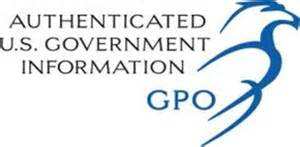 AUTHENTICATED
U.S. GOVERNMENT
INFORMATION
GPO